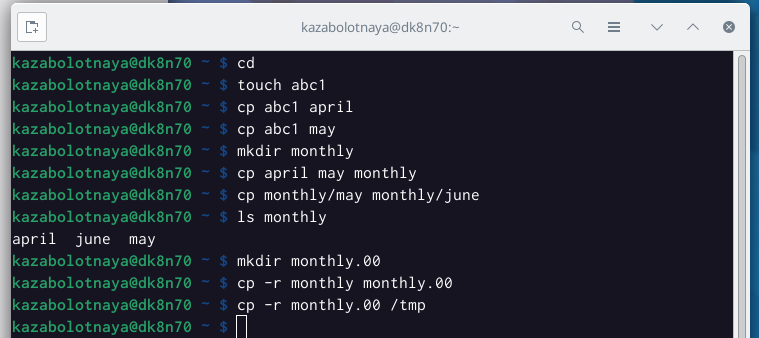 kazabolotnaya@dk8n70:~
kazabolotnaya@dk8n70 ~ $ cd
kazabolotnaya@dk8n70 ~ $ touch abc1
kazabolotnaya@dk8n70 ~ $ cp abc1 april
kazabolotnaya@dk8n70 ~ $ cp abc1 may
kazabolotnaya@dk8n70 ~ $ mkdir monthly
kazabolotnaya@dk8n70 ~ $ cp april may monthly
kazabolotnaya@dk8n70 ~ $ cp monthly/may monthly/june
kazabolotnaya@dk8n70 ~ $ ls monthly
april  june  may
kazabolotnaya@dk8n70 ~ $ mkdir monthly.00
kazabolotnaya@dk8n70 ~ $ cp -r monthly monthly.00
kazabolotnaya@dk8n70 ~ $ cp -r monthly.00 /tmp
kazabolotnaya@dk8n70 ~ $